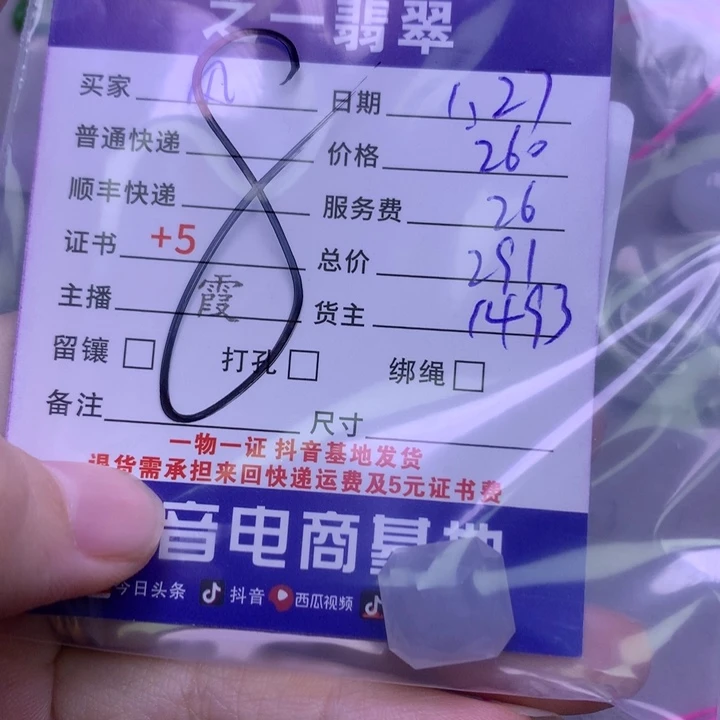 之一翡翠
买家 日期 1,27
普通快递 价格 260
顺丰快递 服务费 26
证书 +5 总价 291
主播 霞 货主 1493
留镶 打孔 绑绳
备注 尺寸
一物一证 抖音基地发货
退货需承担来回快递运费及5元证书费
音电商基地
今日头条 抖音 西瓜视频
8